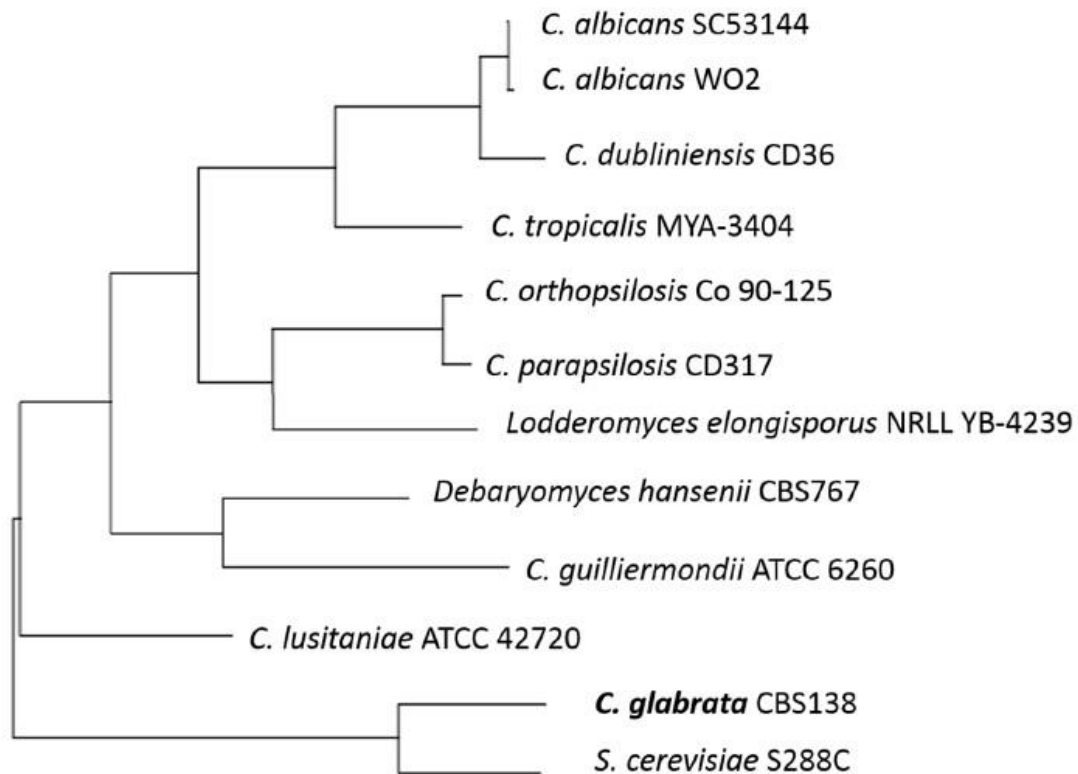 C. albicans SC53144
C. albicans WO2
C. dubliniensis CD36
C. tropicalis MYA-3404
C. orthopsilosis Co 90-125
C. parapsilosis CD317
Lodderomyces elongisporus NRLL YB-4239
Debaryomyces hansenii CBS767
C. guilliermondii ATCC 6260
C. lusitaniae ATCC 42720
C. glabrata CBS138
S. cerevisiae S288C